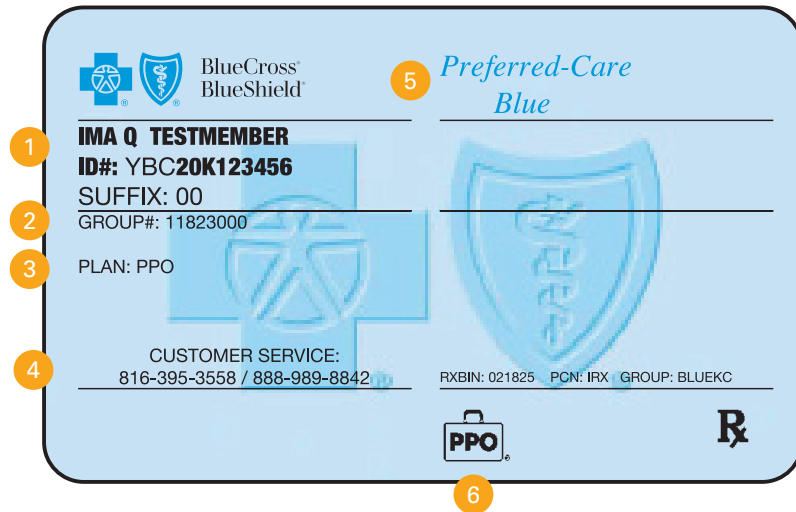 BlueCross®
BlueShield®
5
Preferred-Care
Blue
1
IMA Q TESTMEMBER
ID#: YBC20K123456
SUFFIX: 00
2
GROUP#: 11823000
3
PLAN: PPO
4
CUSTOMER SERVICE:
816-395-3558 / 888-989-8842
RXBIN: 021825 PCN: IRX GROUP: BLUEKC
PPO®
℞
6